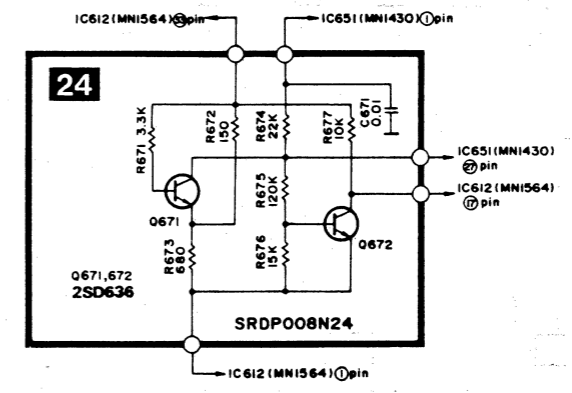 IC612(MN1564)㉝pin
IC651(MN1430)①pin
24
R671 3.3K
R672
150
R674
22K
R677
10K
C671
0.01
IC651(MN1430)
㉗pin
R675
120K
IC612(MN1564)
⑰pin
Q671
Q672
R673
680
R676
15K
Q671,672
2SD636
SRDP008N24
IC612(MN1564)①pin